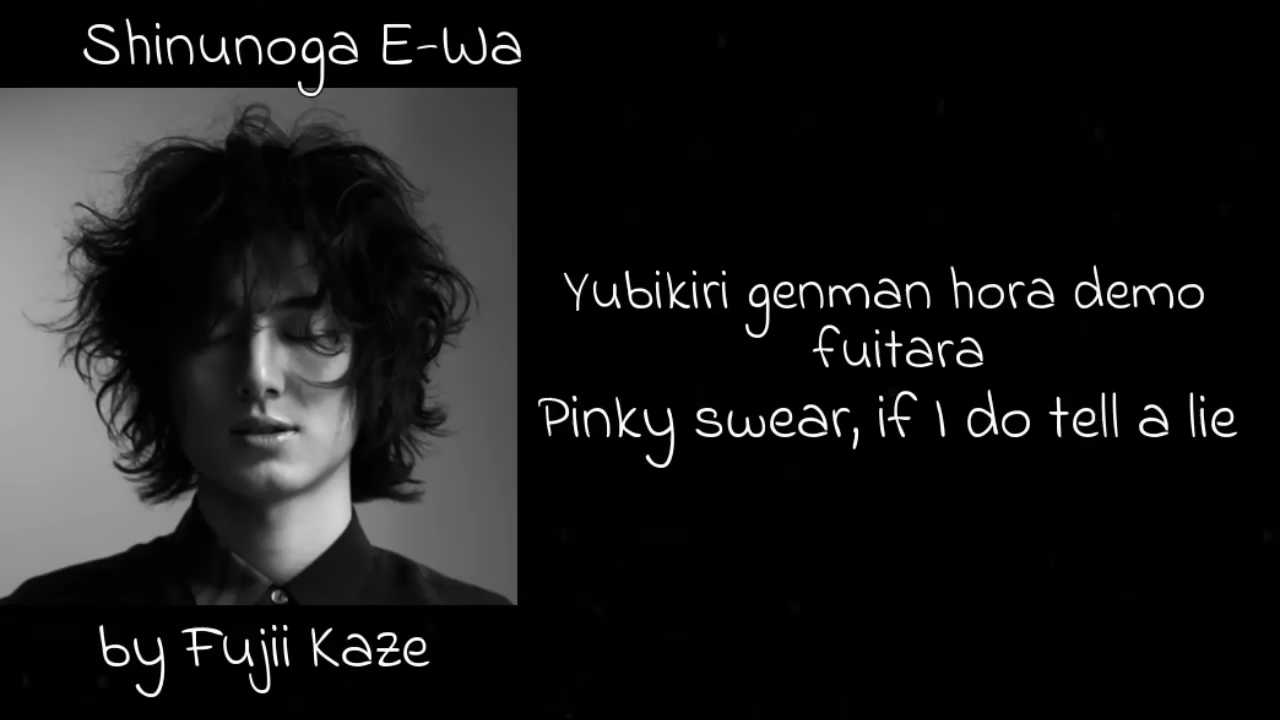 Shinunoga E-Wa
Yubikiri genman hora demo
fuitara
Pinky swear, if I do tell a lie
by Fujii Kaze